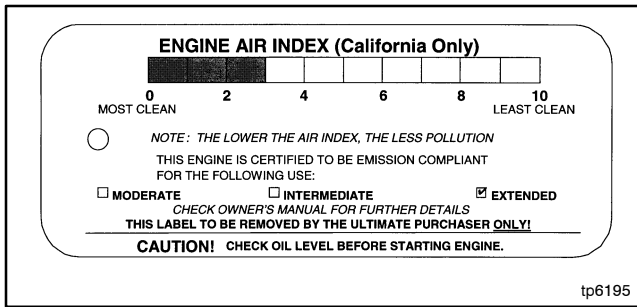 ENGINE AIR INDEX (California Only)
0 2 4 6 8 10
MOST CLEAN LEAST CLEAN
NOTE: THE LOWER THE AIR INDEX, THE LESS POLLUTION
THIS ENGINE IS CERTIFIED TO BE EMISSION COMPLIANT
FOR THE FOLLOWING USE:
☐ MODERATE ☐ INTERMEDIATE ☑ EXTENDED
CHECK OWNER'S MANUAL FOR FURTHER DETAILS
THIS LABEL TO BE REMOVED BY THE ULTIMATE PURCHASER ONLY!
CAUTION! CHECK OIL LEVEL BEFORE STARTING ENGINE.
tp6195